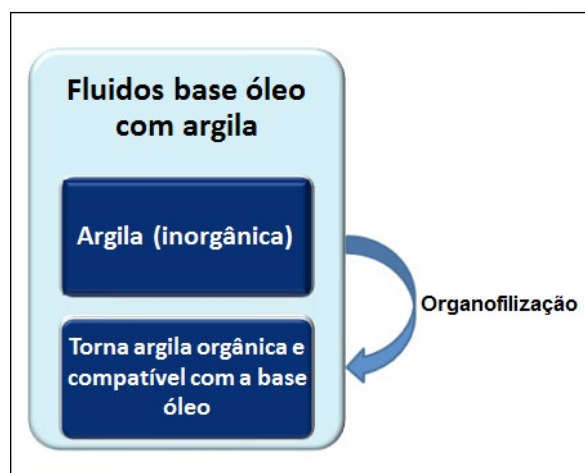 Fluidos base óleo
com argila
Argila (inorgânica)
Organofilização
Torna argila orgânica e
compatível com a base
óleo